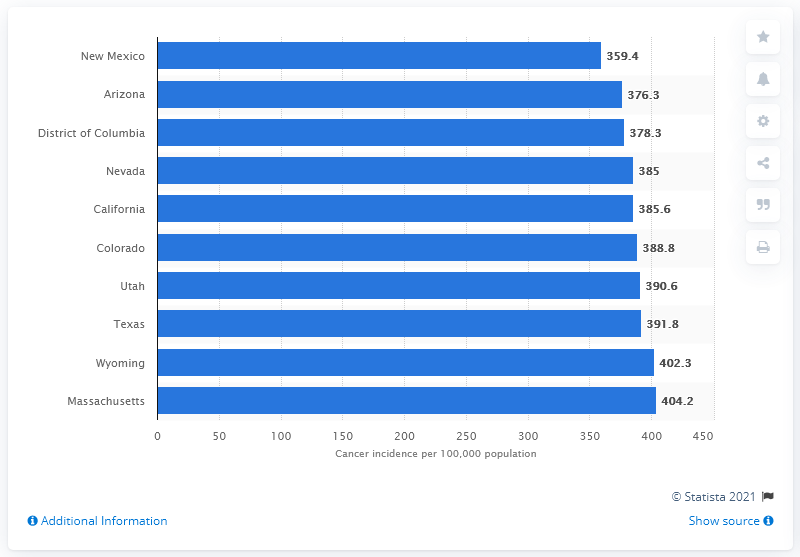 New Mexico 359.4
Arizona 376.3
District of Columbia 378.3
Nevada 385
California 385.6
Colorado 388.8
Utah 390.6
Texas 391.8
Wyoming 402.3
Massachusetts 404.2
0 50 100 150 200 250 300 350 400 450
Cancer incidence per 100,000 population
© Statista 2021
Additional Information Show source